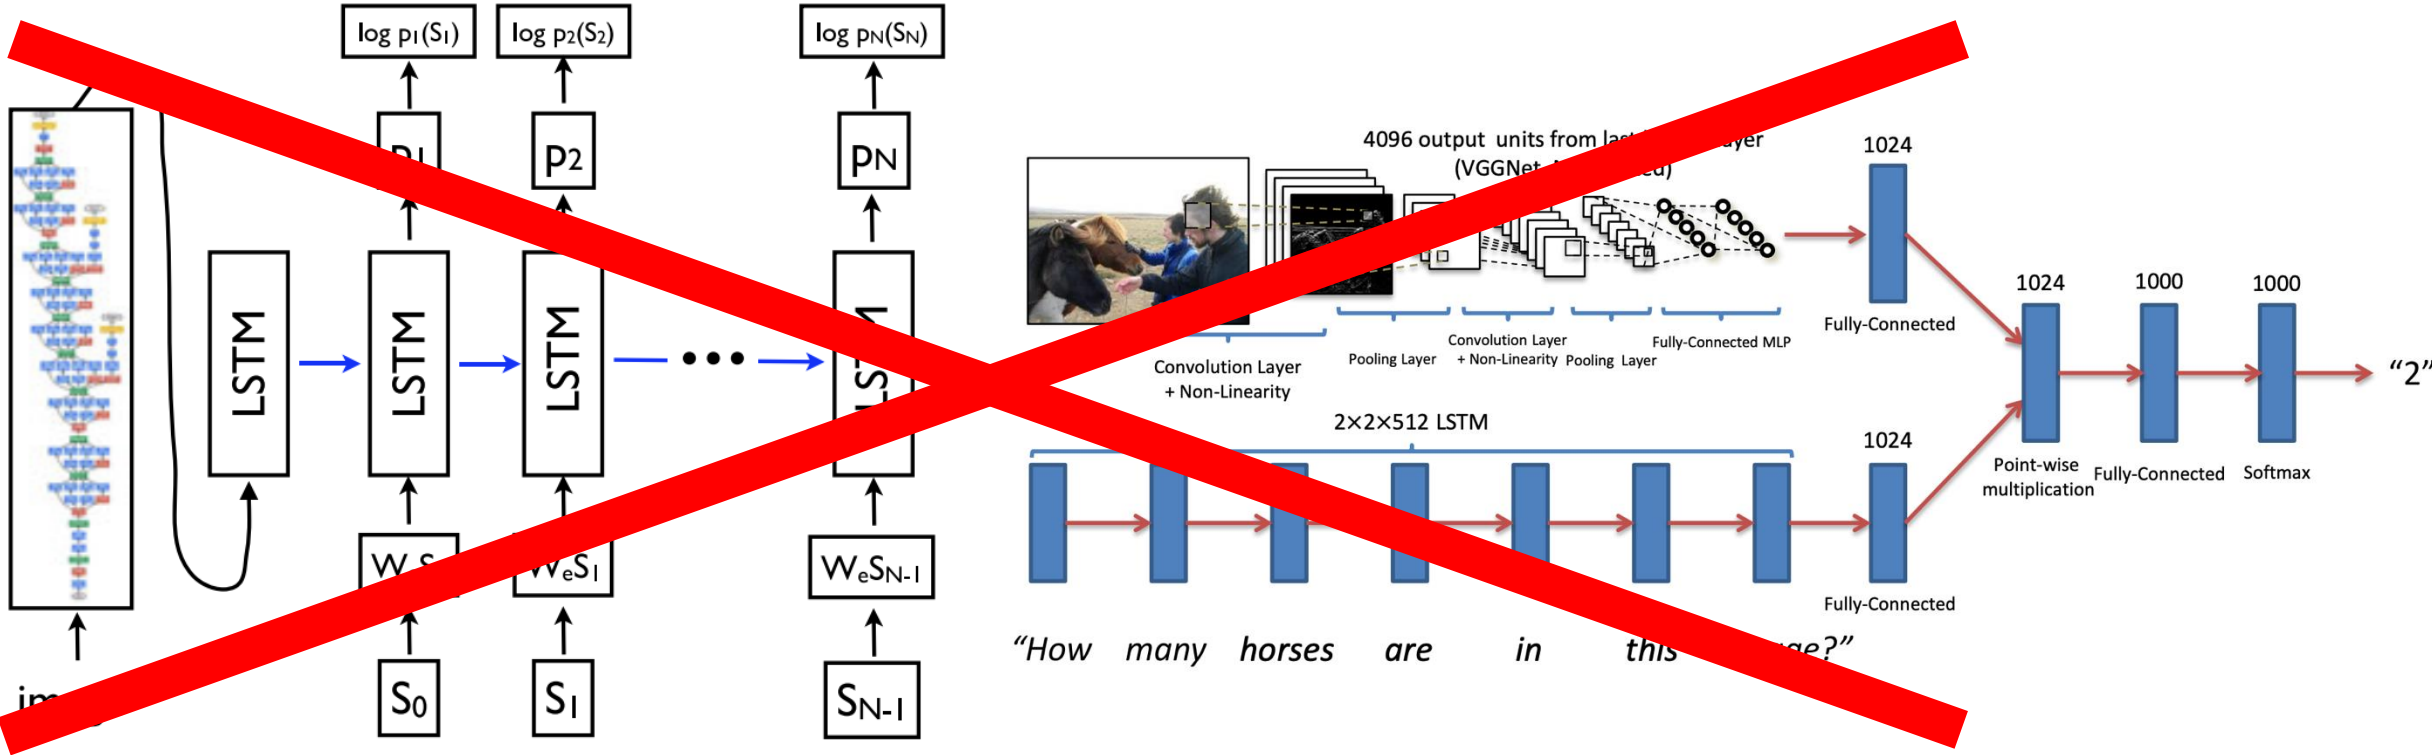 log p1(S1)
log p2(S2)
log pN(SN)
p1
p2
pN
LSTM
LSTM
LSTM
LSTM
WeS1
WeSN-1
S0
S1
SN-1
4096 output units from last
(VGGNet
1024
Convolution Layer
+ Non-Linearity
Pooling Layer
Convolution Layer
+ Non-Linearity
Pooling Layer
Fully-Connected MLP
Fully-Connected
2×2×512 LSTM
1024
Fully-Connected
"How many horses are in this
1024
Point-wise
multiplication
1000
Fully-Connected
1000
Softmax
"2"